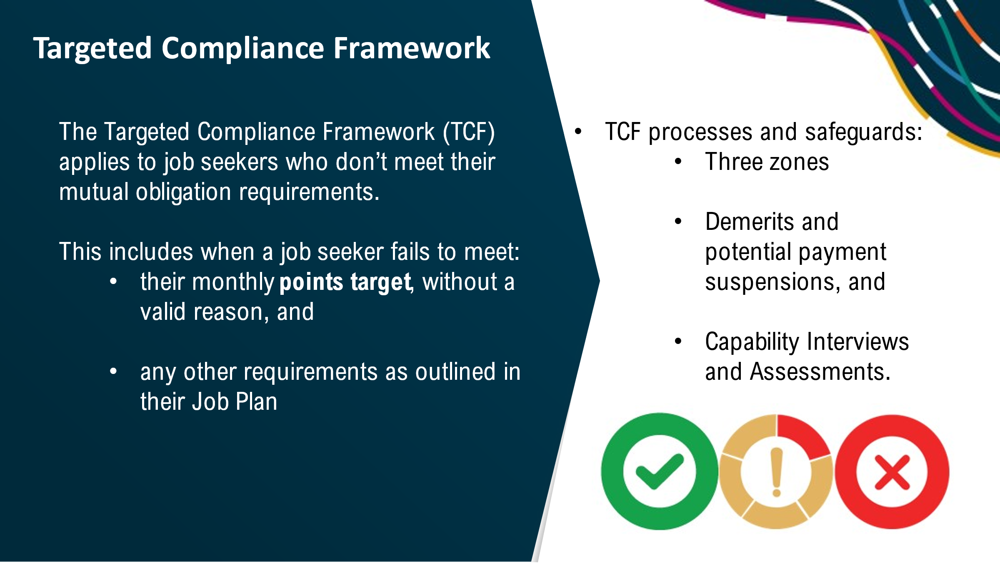 Targeted Compliance Framework
The Targeted Compliance Framework (TCF)
applies to job seekers who don’t meet their
mutual obligation requirements.
This includes when a job seeker fails to meet:
• their monthly points target, without a
valid reason, and
• any other requirements as outlined in
their Job Plan
• TCF processes and safeguards:
• Three zones
• Demerits and
potential payment
suspensions, and
• Capability Interviews
and Assessments.